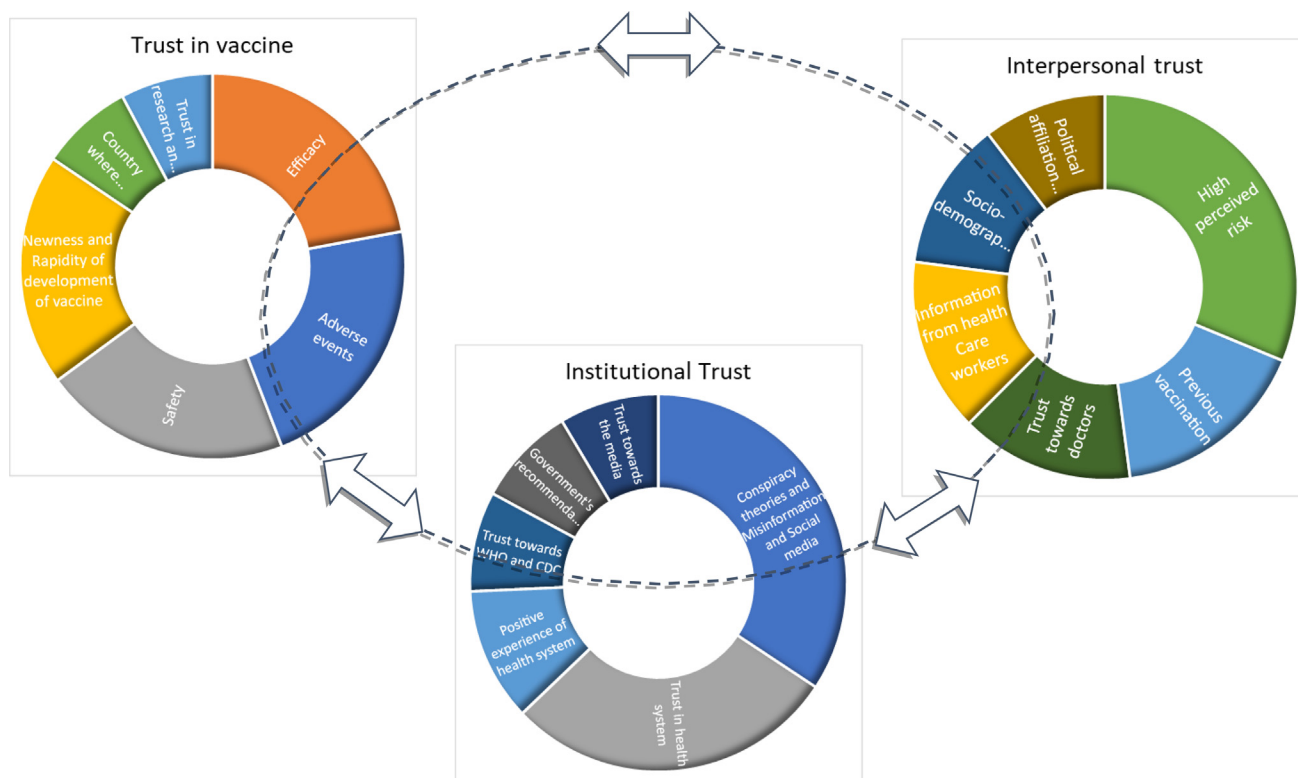 Trust in vaccine
Efficacy
Adverse
events
Safety
Newness and
Rapidity of
development
of vaccine
Country
where...
Trust in
research an...
Interpersonal trust
High
perceived
risk
Previous
vaccination
Trust
towards
doctors
Information
from health
Care
workers
Socio-
demograp...
Political
affiliation...
Institutional Trust
Conspiracy
theories and
Misinformation
and Social
media
Trust in health
system
Positive
experience of
health system
Trust towards
WHO and CDC
Government's
recommenda...
Trust towards
the media